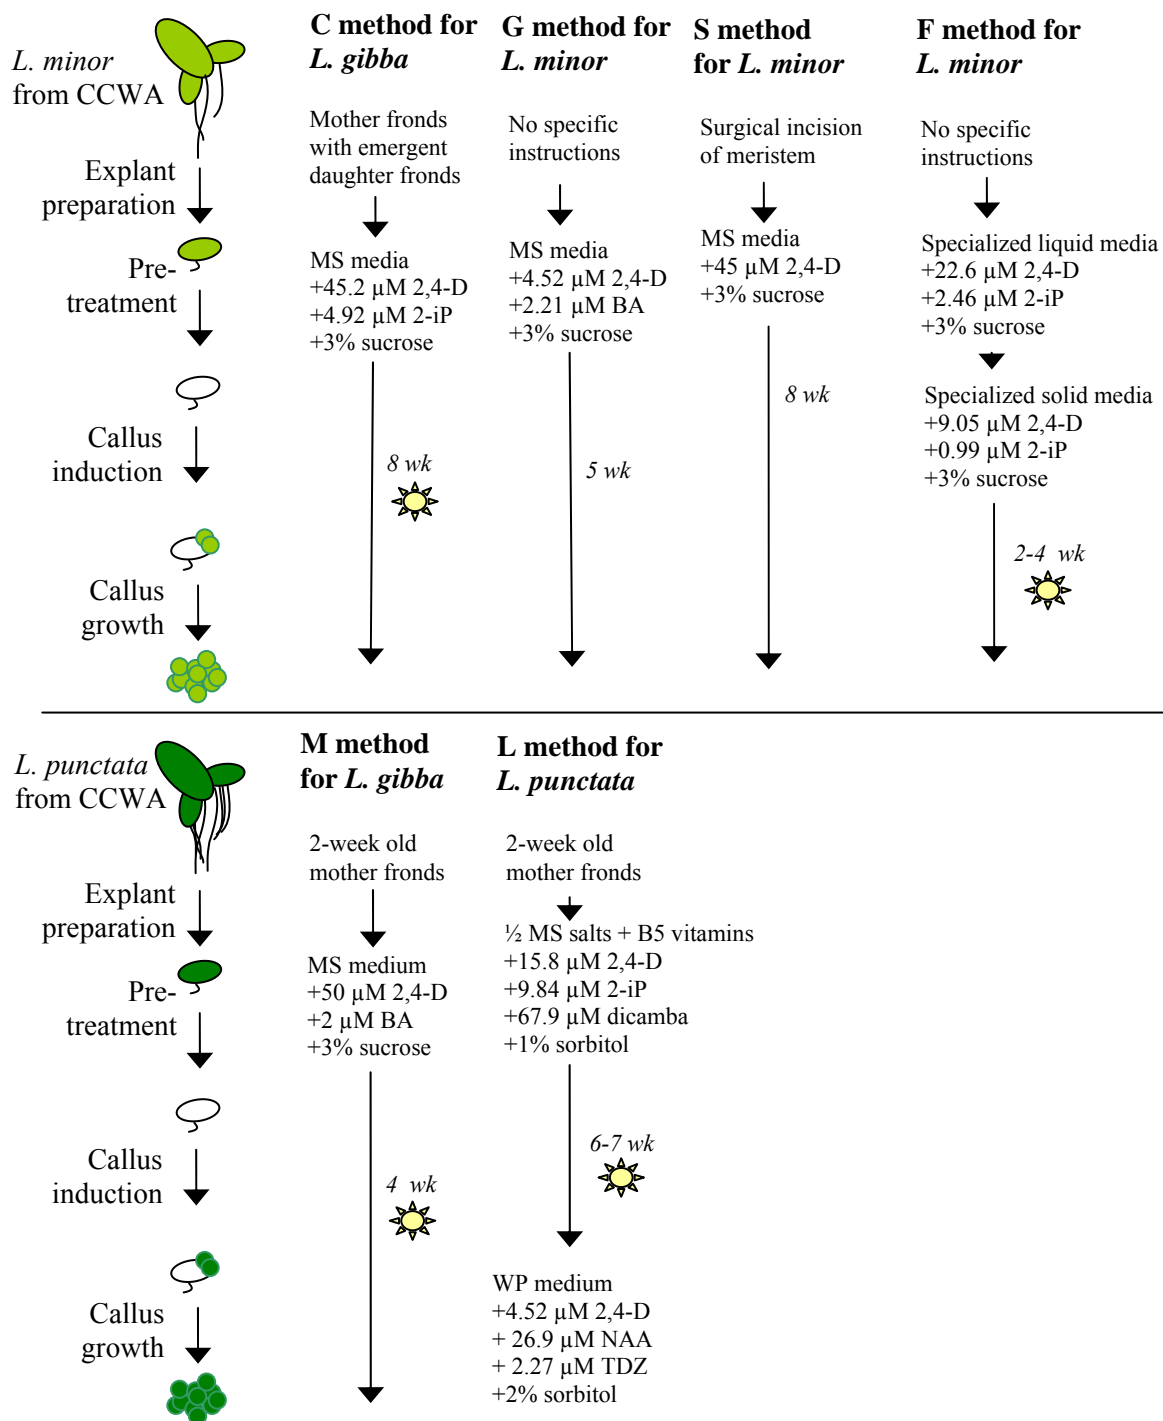 L. minor
from CCWA
Explant
preparation
Pre-
treatment
Callus
induction
Callus
growth
C method for
L. gibba
Mother fronds
with emergent
daughter fronds
MS media
+45.2 µM 2,4-D
+4.92 µM 2-iP
+3% sucrose
8 wk
G method for
L. minor
No specific
instructions
MS media
+4.52 µM 2,4-D
+2.21 µM BA
+3% sucrose
5 wk
S method
for L. minor
Surgical incision
of meristem
MS media
+45 µM 2,4-D
+3% sucrose
8 wk
F method for
L. minor
No specific
instructions
Specialized liquid media
+22.6 µM 2,4-D
+2.46 µM 2-iP
+3% sucrose
Specialized solid media
+9.05 µM 2,4-D
+0.99 µM 2-iP
+3% sucrose
2-4 wk
L. punctata
from CCWA
Explant
preparation
Pre-
treatment
Callus
induction
Callus
growth
M method
for L. gibba
2-week old
mother fronds
MS medium
+50 µM 2,4-D
+2 µM BA
+3% sucrose
4 wk
L method for
L. punctata
2-week old
mother fronds
½ MS salts + B5 vitamins
+15.8 µM 2,4-D
+9.84 µM 2-iP
+67.9 µM dicamba
+1% sorbitol
6-7 wk
WP medium
+4.52 µM 2,4-D
+ 26.9 µM NAA
+ 2.27 µM TDZ
+2% sorbitol